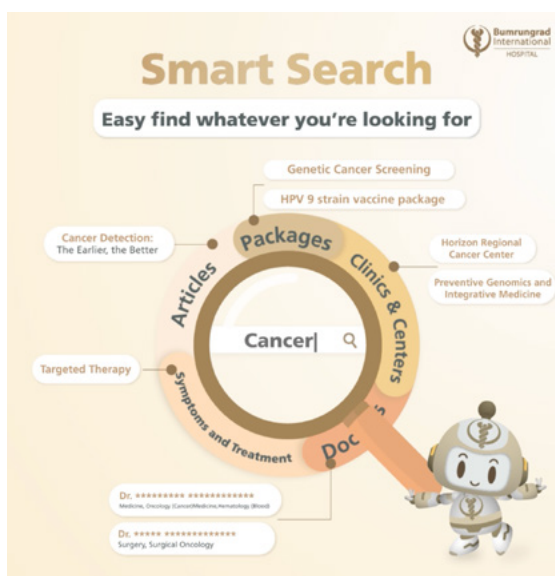 Bumrungrad
International
HOSPITAL
Smart Search
Easy find whatever you're looking for
Genetic Cancer Screening
HPV 9 strain vaccine package
Cancer Detection:
The Earlier, the Better
Packages
Articles
Clinics & Centers
Horizon Regional
Cancer Center
Preventive Genomics and
Integrative Medicine
Cancer
Targeted Therapy
Symptoms and Treatment
Dr. ********* ************
Medicine, Oncology (Cancer)Medicine,Hematology (Blood)
Dr. ***** *************
Surgery, Surgical Oncology